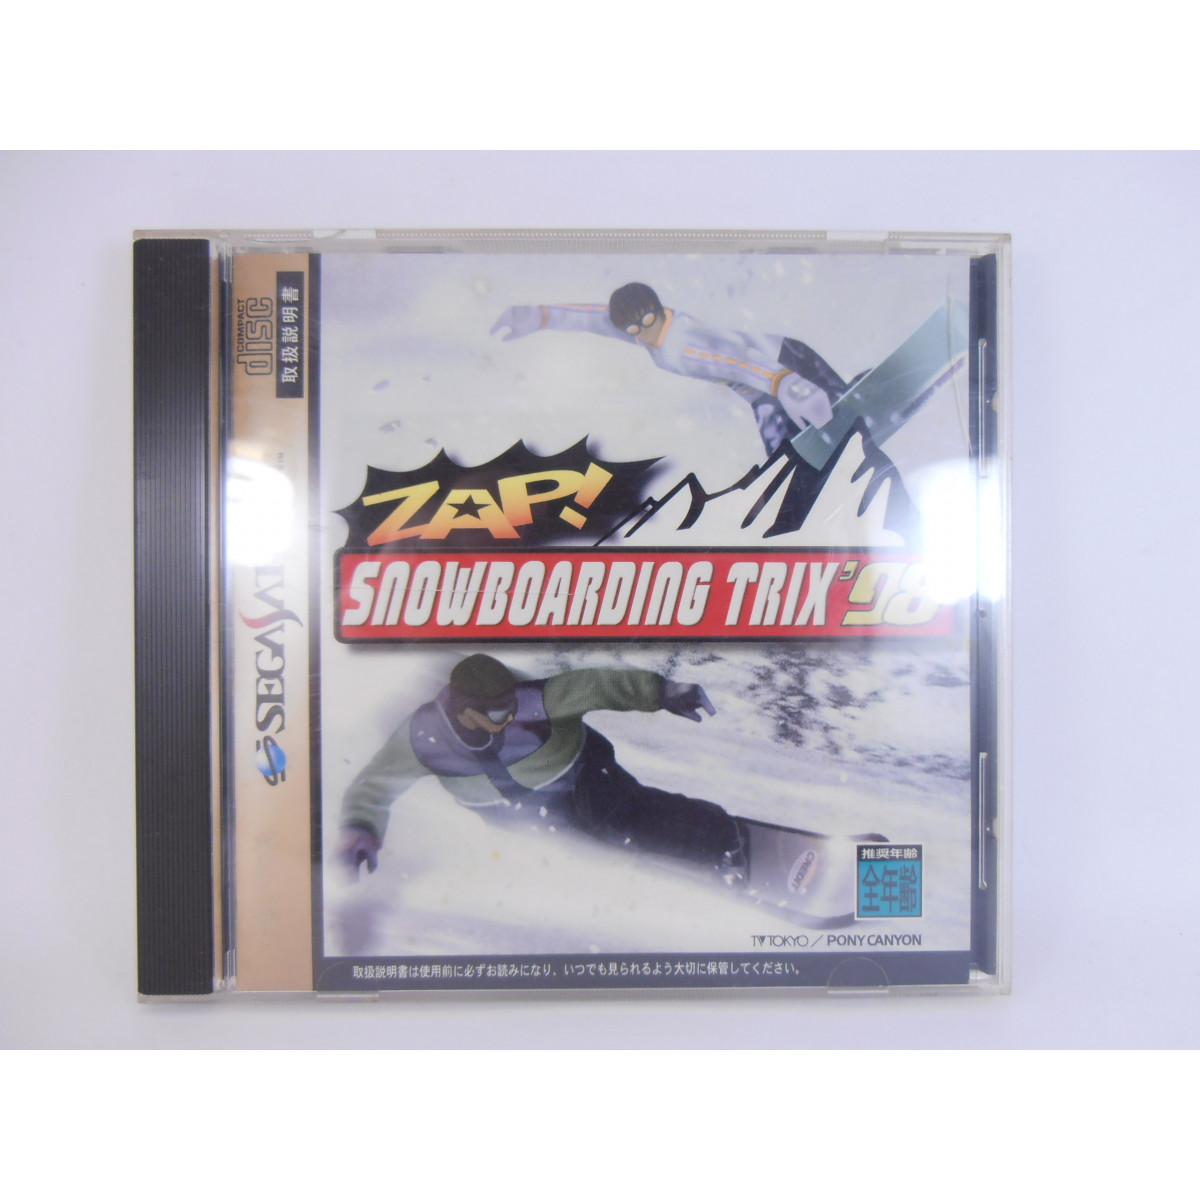 COMPACT
disc
取扱説明書
SEGA SAT
ZAP!
SNOWBOARDING TRIX '98
CREDIT
推奨年齢
全年齢
TV TOKYO / PONY CANYON
取扱説明書は使用前に必ずお読みになり、いつでも見られるよう大切に保管してください。